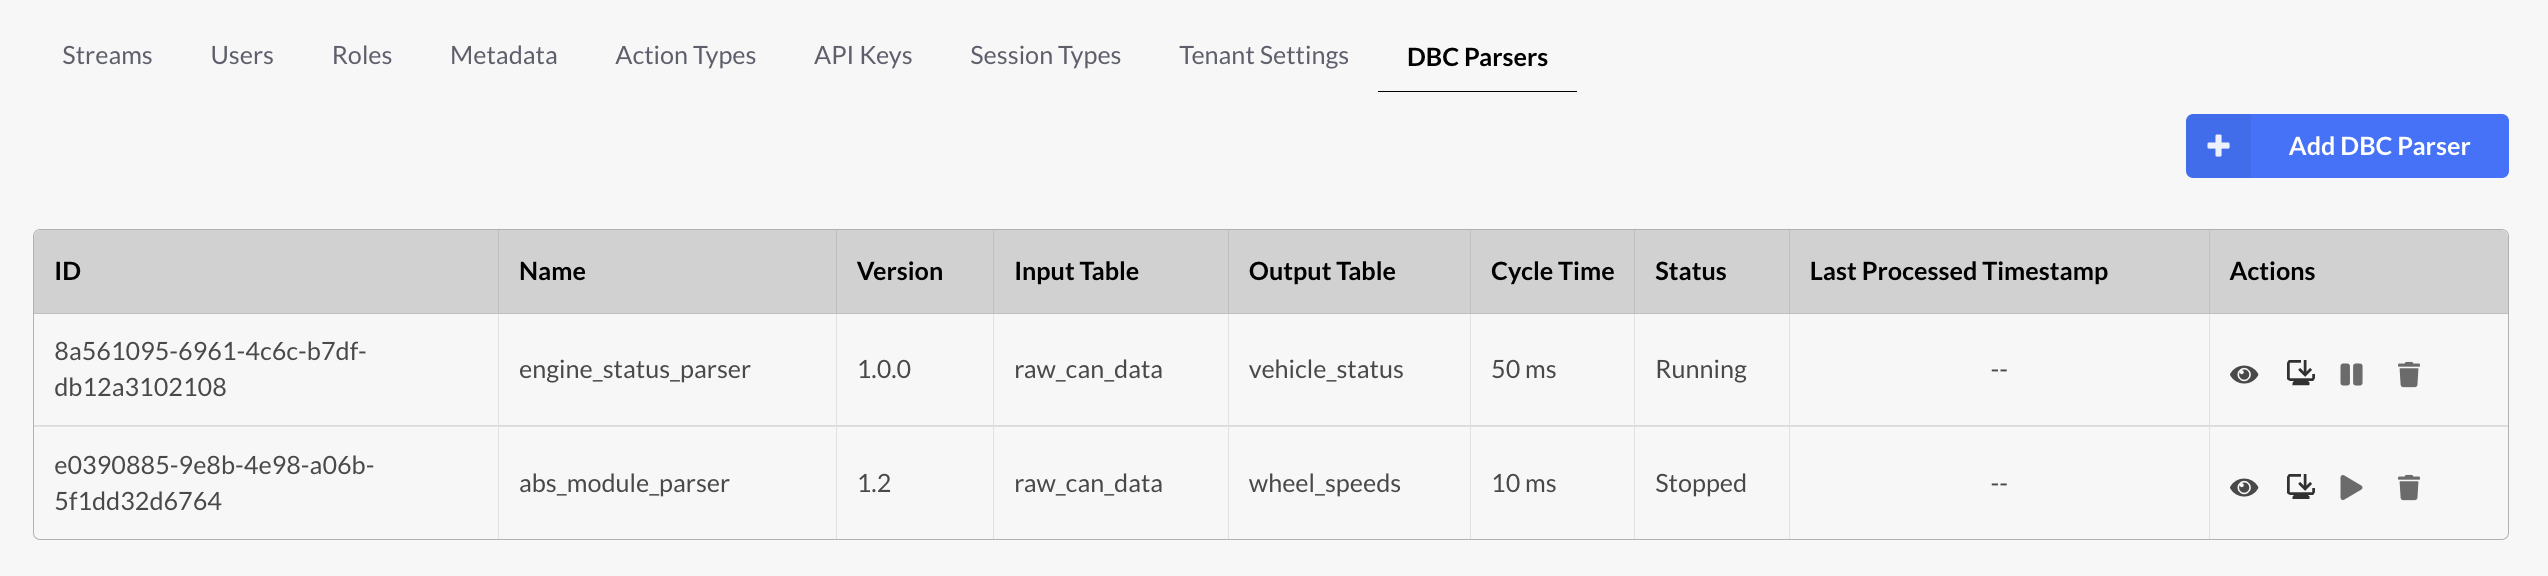 Streams Users Roles Metadata Action Types API Keys Session Types Tenant Settings DBC Parsers
Add DBC Parser
ID Name Version Input Table Output Table Cycle Time Status Last Processed Timestamp Actions
8a561095-6961-4c6c-b7df-
db12a3102108
engine_status_parser 1.0.0 raw_can_data vehicle_status 50 ms Running --
e0390885-9e8b-4e98-a06b-
5f1dd32d6764
abs_module_parser 1.2 raw_can_data wheel_speeds 10 ms Stopped --